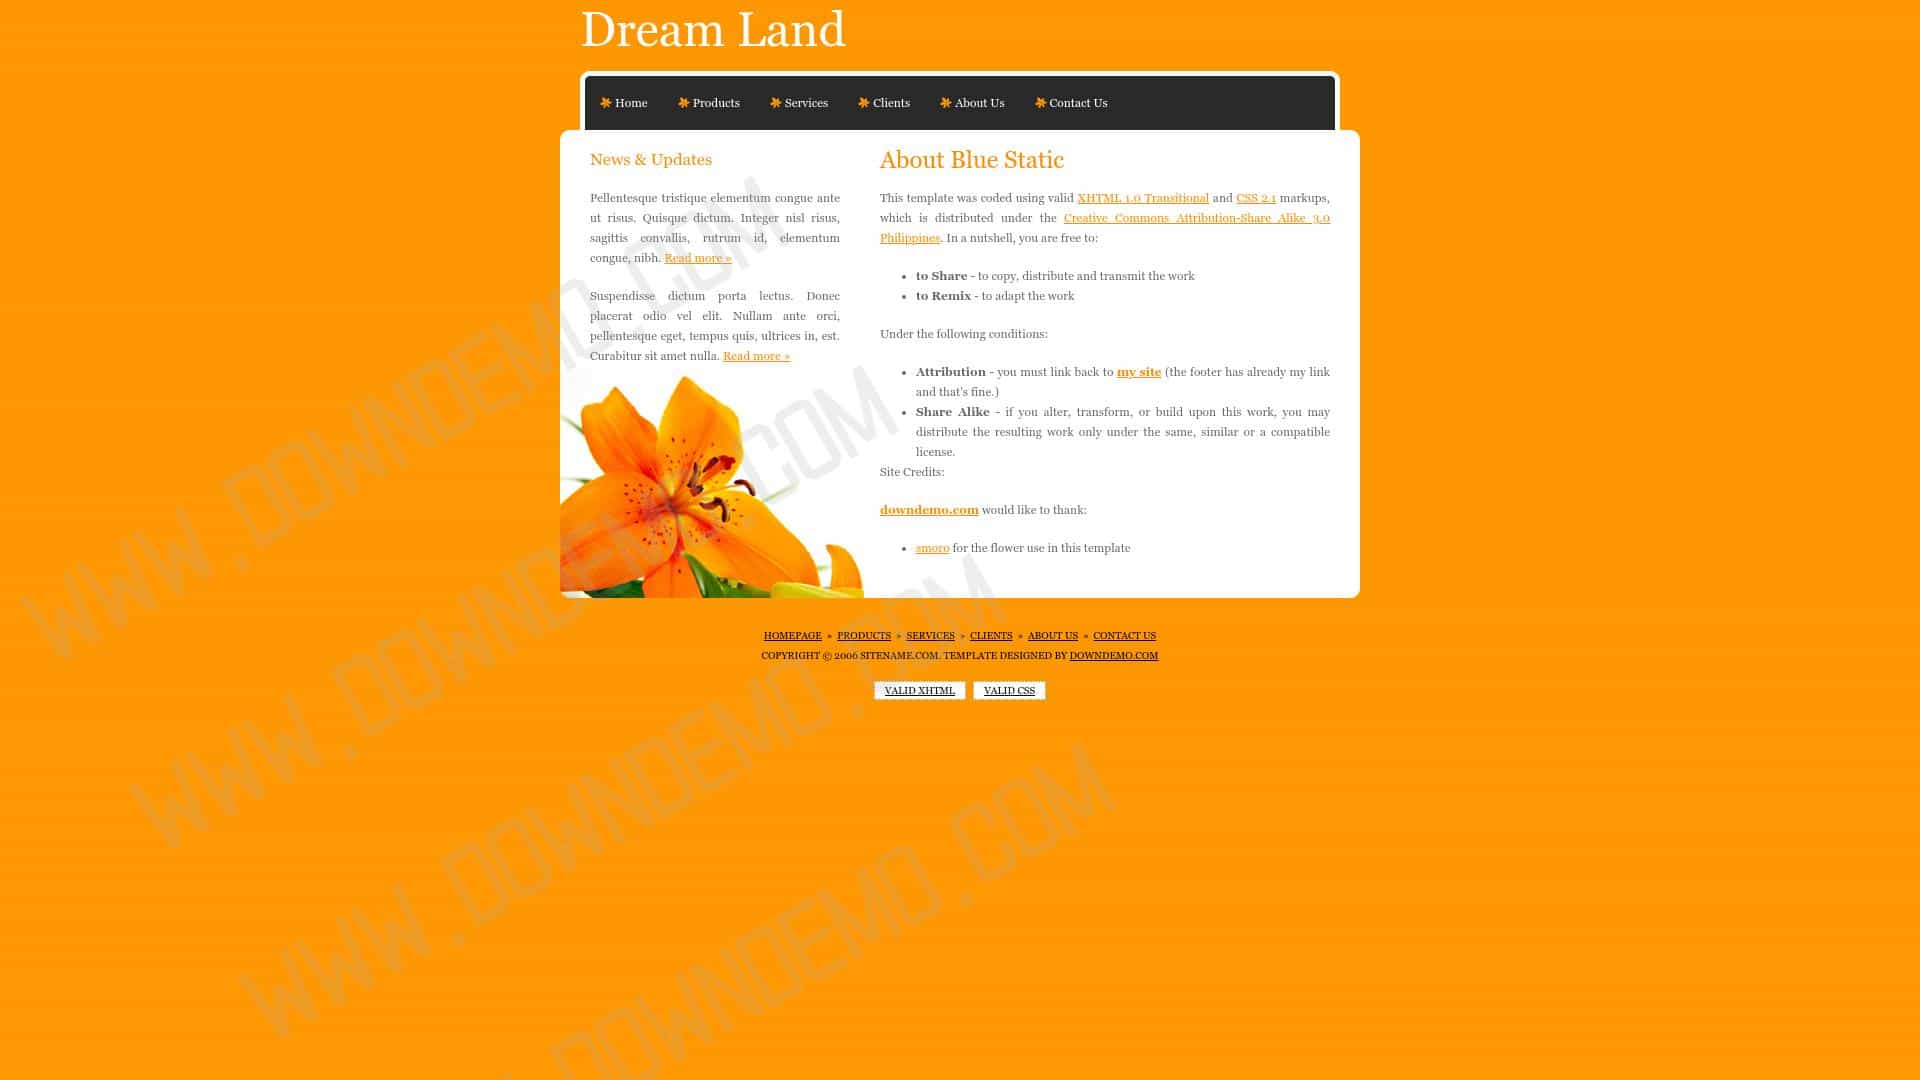 Dream Land
Home Products Services Clients About Us Contact Us
News & Updates
Pellentesque tristique elementum congue ante
ut risus. Quisque dictum. Integer nisl risus,
sagittis convallis, rutrum id, elementum
congue, nibh. Read more »
Suspendisse dictum porta lectus. Donec
placerat odio vel elit. Nullam ante orci,
pellentesque eget, tempus quis, ultrices in, est.
Curabitur sit amet nulla. Read more »
About Blue Static
This template was coded using valid XHTML 1.0 Transitional and CSS 2.1 markups,
which is distributed under the Creative Commons Attribution-Share Alike 3.0
Philippines. In a nutshell, you are free to:
• to Share - to copy, distribute and transmit the work
• to Remix - to adapt the work
Under the following conditions:
• Attribution - you must link back to my site (the footer has already my link
and that's fine.)
• Share Alike - if you alter, transform, or build upon this work, you may
distribute the resulting work only under the same, similar or a compatible
license.
Site Credits:
downdemo.com would like to thank:
• smoro for the flower use in this template
HOMEPAGE » PRODUCTS » SERVICES » CLIENTS » ABOUT US » CONTACT US
COPYRIGHT © 2006 SITENAME.COM. TEMPLATE DESIGNED BY DOWNDEMO.COM
VALID XHTML VALID CSS
WWW.DOWNDEMO.COM
WWW.DOWNDEMO.COM
WWW.DOWNDEMO.COM
.DOWNDEMO.COM